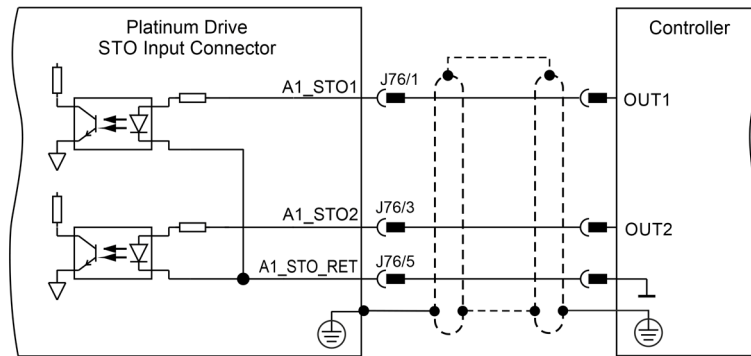 Platinum Drive
STO Input Connector
Controller
A1_STO1
J76/1
OUT1
A1_STO2
J76/3
OUT2
A1_STO_RET
J76/5